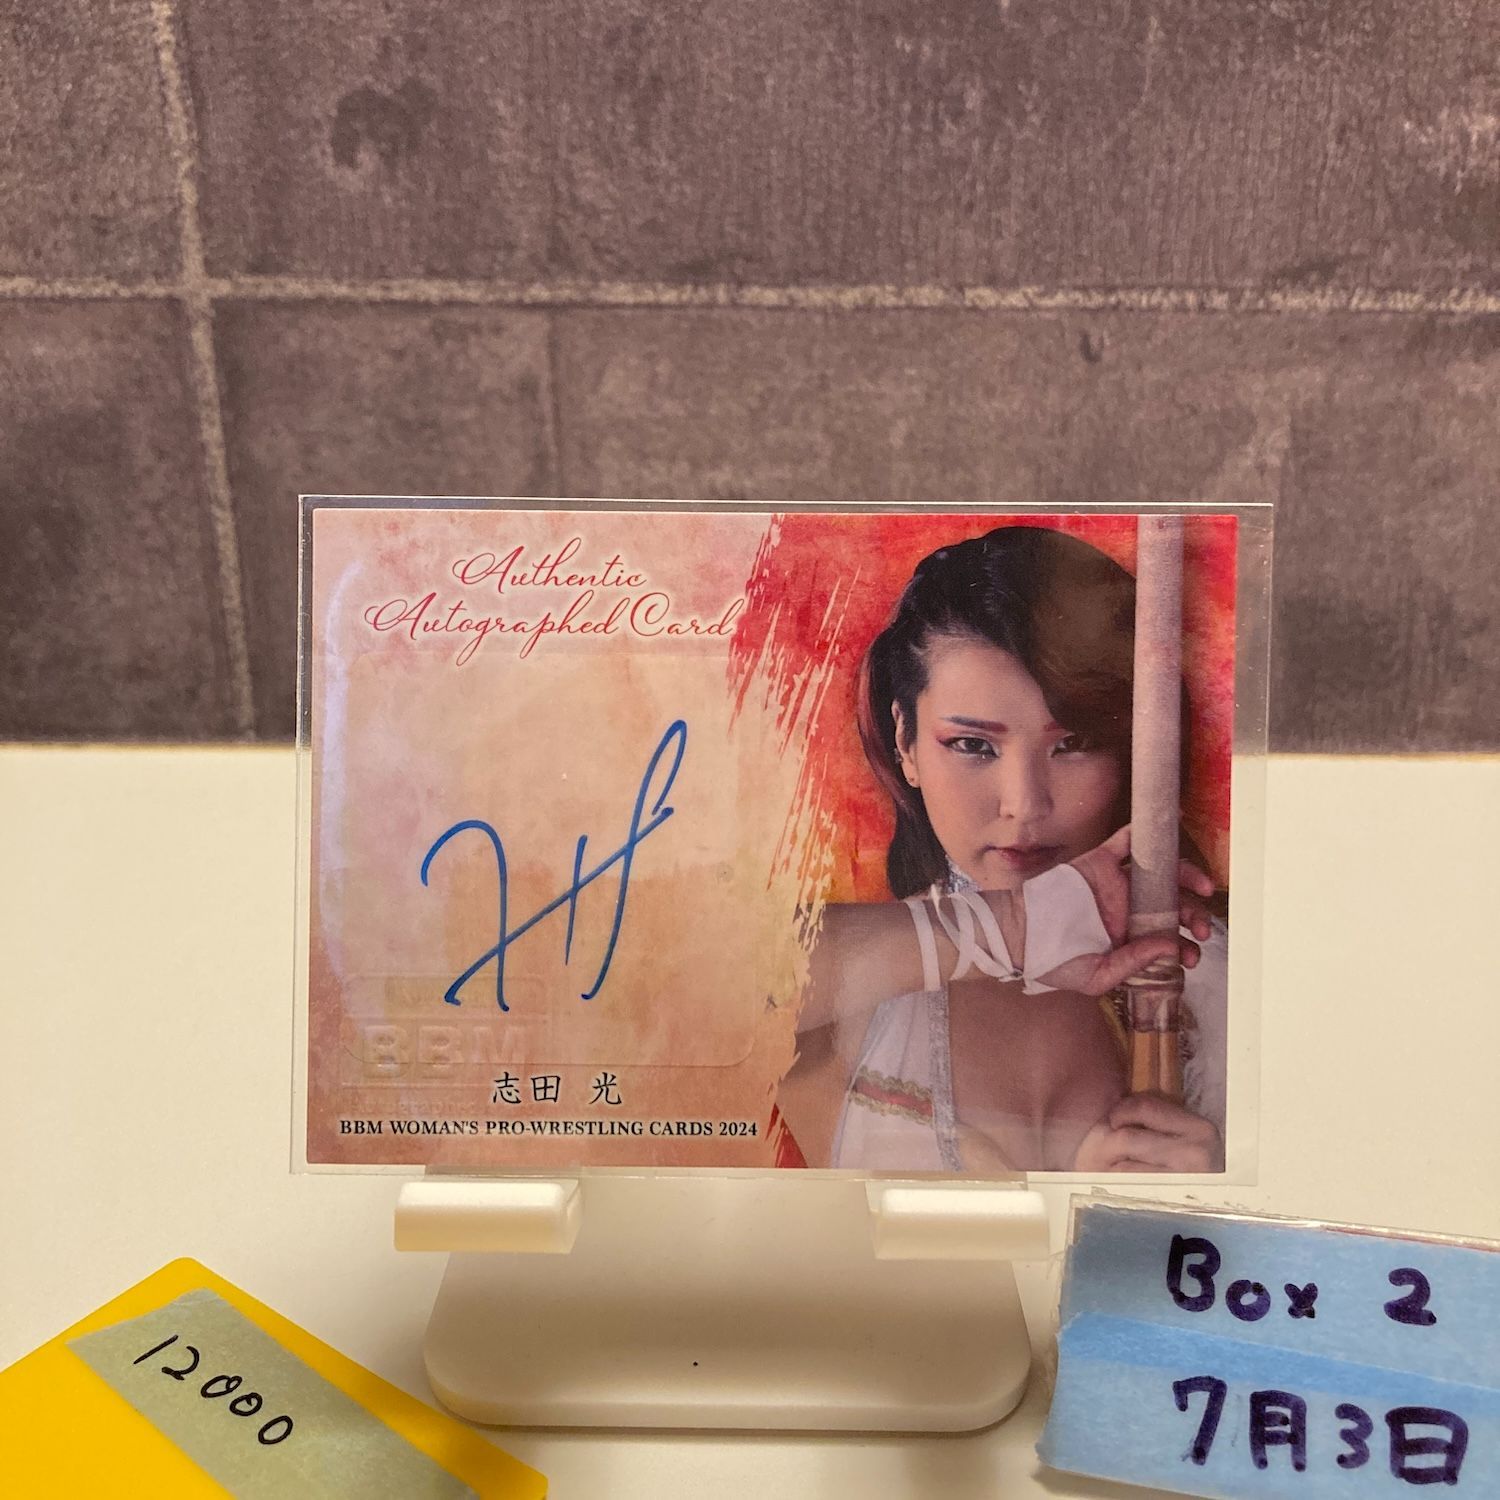 Authentic
Autographed Card
BBM
志田 光
BBM WOMAN'S PRO-WRESTLING CARDS 2024
12000
Box 2
7月3日